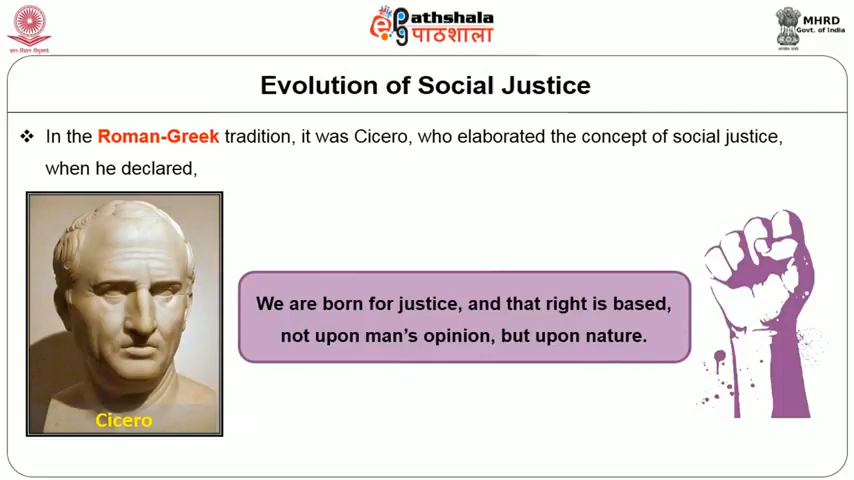 ज्ञान-विज्ञान विमुक्तये
epathshala
पाठशाला
MHRD
Govt. of India
Evolution of Social Justice
❖ In the Roman-Greek tradition, it was Cicero, who elaborated the concept of social justice,
when he declared,
We are born for justice, and that right is based,
not upon man's opinion, but upon nature.
Cicero